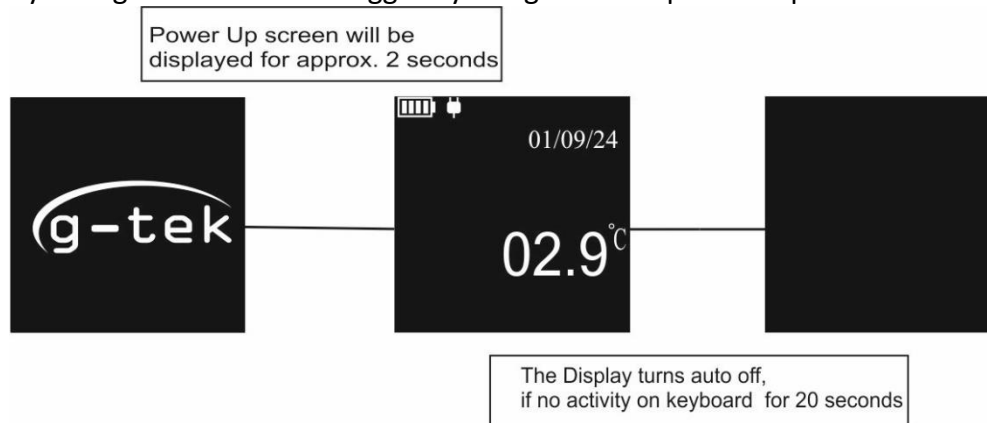 Power Up screen will be
displayed for approx. 2 seconds
g-tek
01/09/24
02.9°C
The Display turns auto off,
if no activity on keyboard for 20 seconds